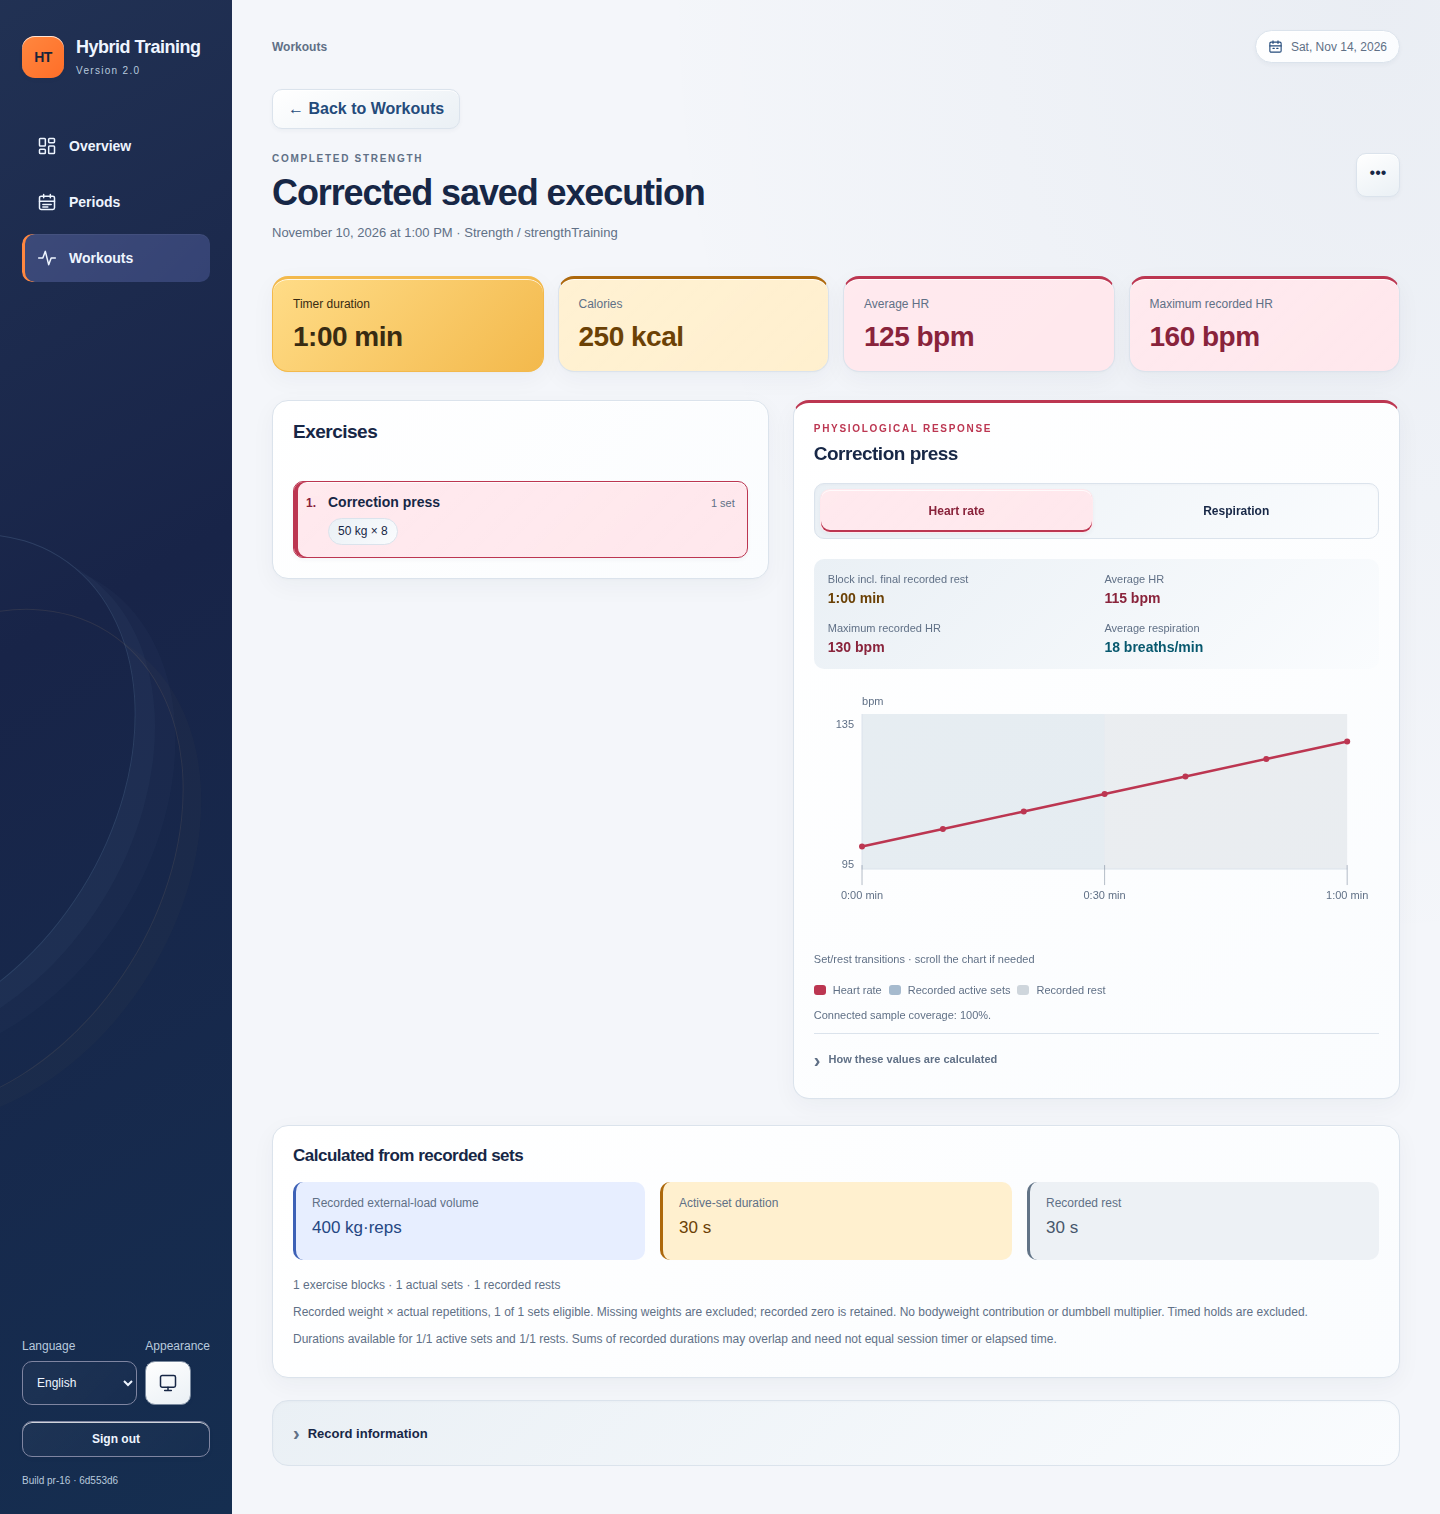 HT
Hybrid Training
Version 2.0
Overview
Periods
Workouts
Language
Appearance
English
Sign out
Build pr-16 · 6d553d6
Workouts
Sat, Nov 14, 2026
← Back to Workouts
COMPLETED STRENGTH
Corrected saved execution
•••
November 10, 2026 at 1:00 PM · Strength / strengthTraining
Timer duration
1:00 min
Calories
250 kcal
Average HR
125 bpm
Maximum recorded HR
160 bpm
Exercises
1. Correction press
1 set
50 kg × 8
PHYSIOLOGICAL RESPONSE
Correction press
Heart rate
Respiration
Block incl. final recorded rest
1:00 min
Average HR
115 bpm
Maximum recorded HR
130 bpm
Average respiration
18 breaths/min
bpm
135
95
0:00 min
0:30 min
1:00 min
Set/rest transitions · scroll the chart if needed
Heart rate
Recorded active sets
Recorded rest
Connected sample coverage: 100%.
› How these values are calculated
Calculated from recorded sets
Recorded external-load volume
400 kg·reps
Active-set duration
30 s
Recorded rest
30 s
1 exercise blocks · 1 actual sets · 1 recorded rests
Recorded weight × actual repetitions, 1 of 1 sets eligible. Missing weights are excluded; recorded zero is retained. No bodyweight contribution or dumbbell multiplier. Timed holds are excluded.
Durations available for 1/1 active sets and 1/1 rests. Sums of recorded durations may overlap and need not equal session timer or elapsed time.
› Record information